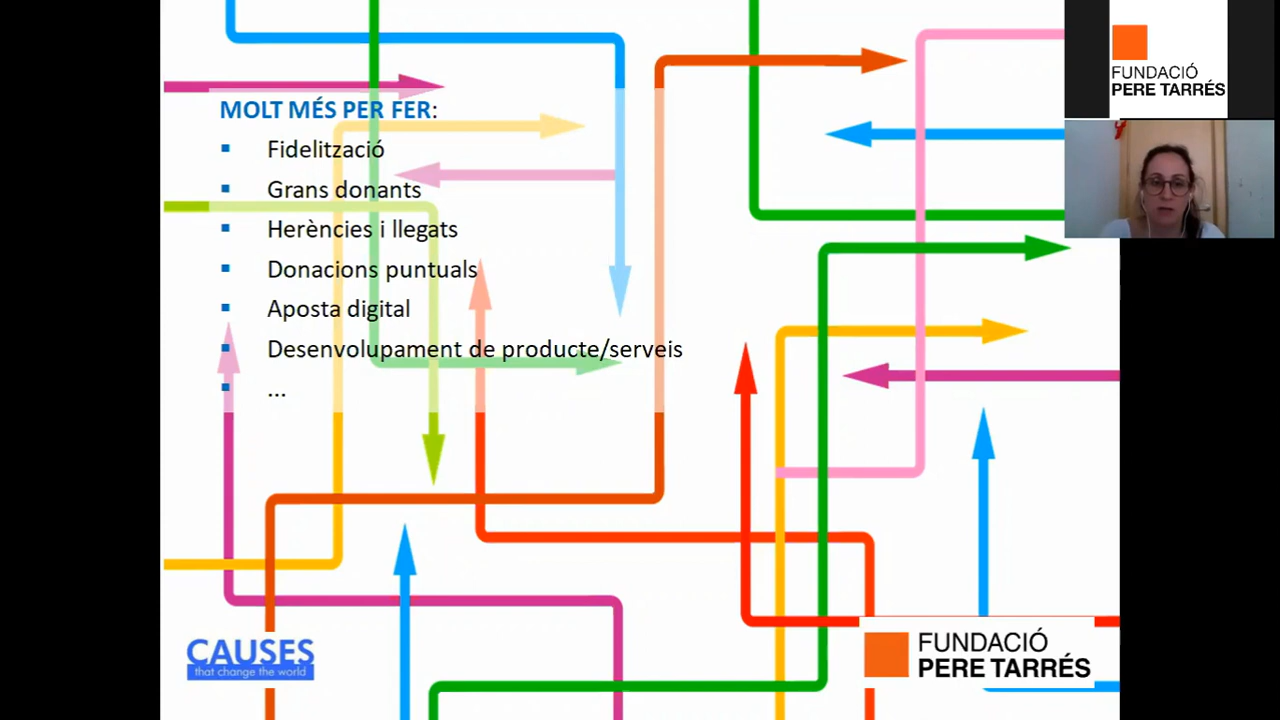 MOLT MÉS PER FER:
▪ Fidelització
▪ Grans donants
▪ Herències i llegats
▪ Donacions puntuals
▪ Aposta digital
▪ Desenvolupament de producte/serveis
▪ ...
CAUSES
that change the world
FUNDACIÓ
PERE TARRÉS
FUNDACIÓ
PERE TARRÉS